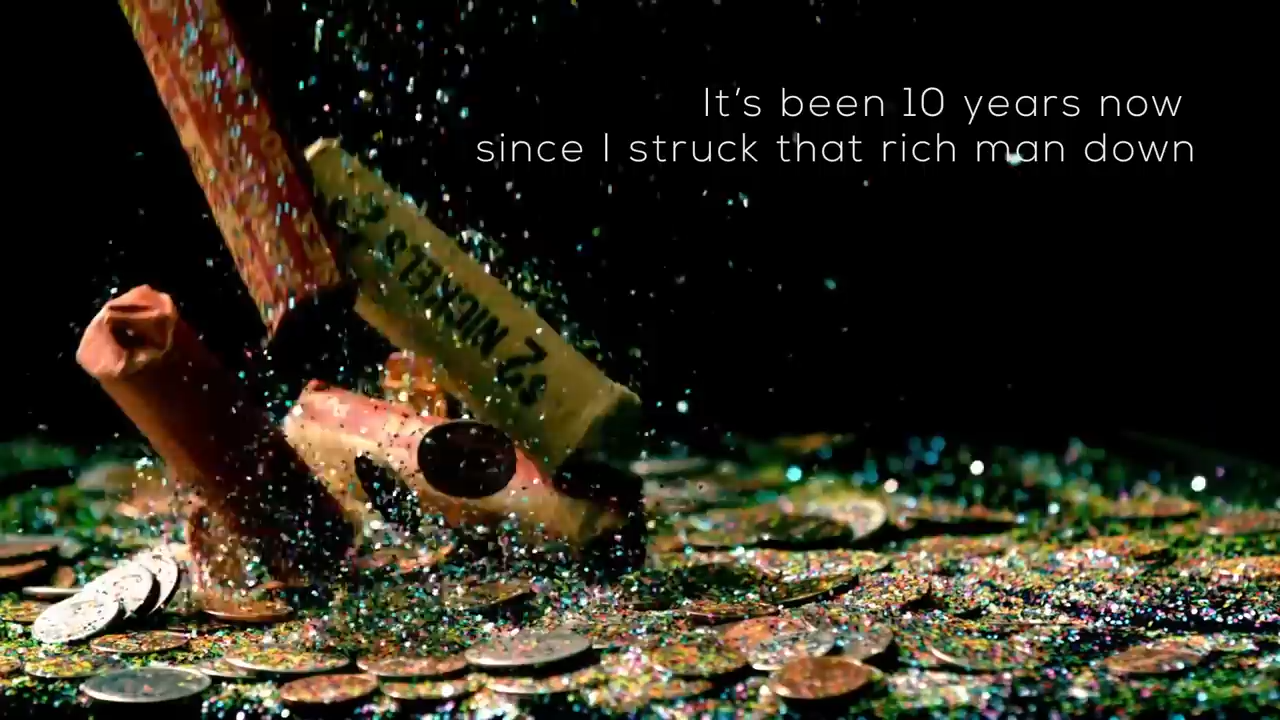 It's been 10 years now
since I struck that rich man down
$2 NICKELS